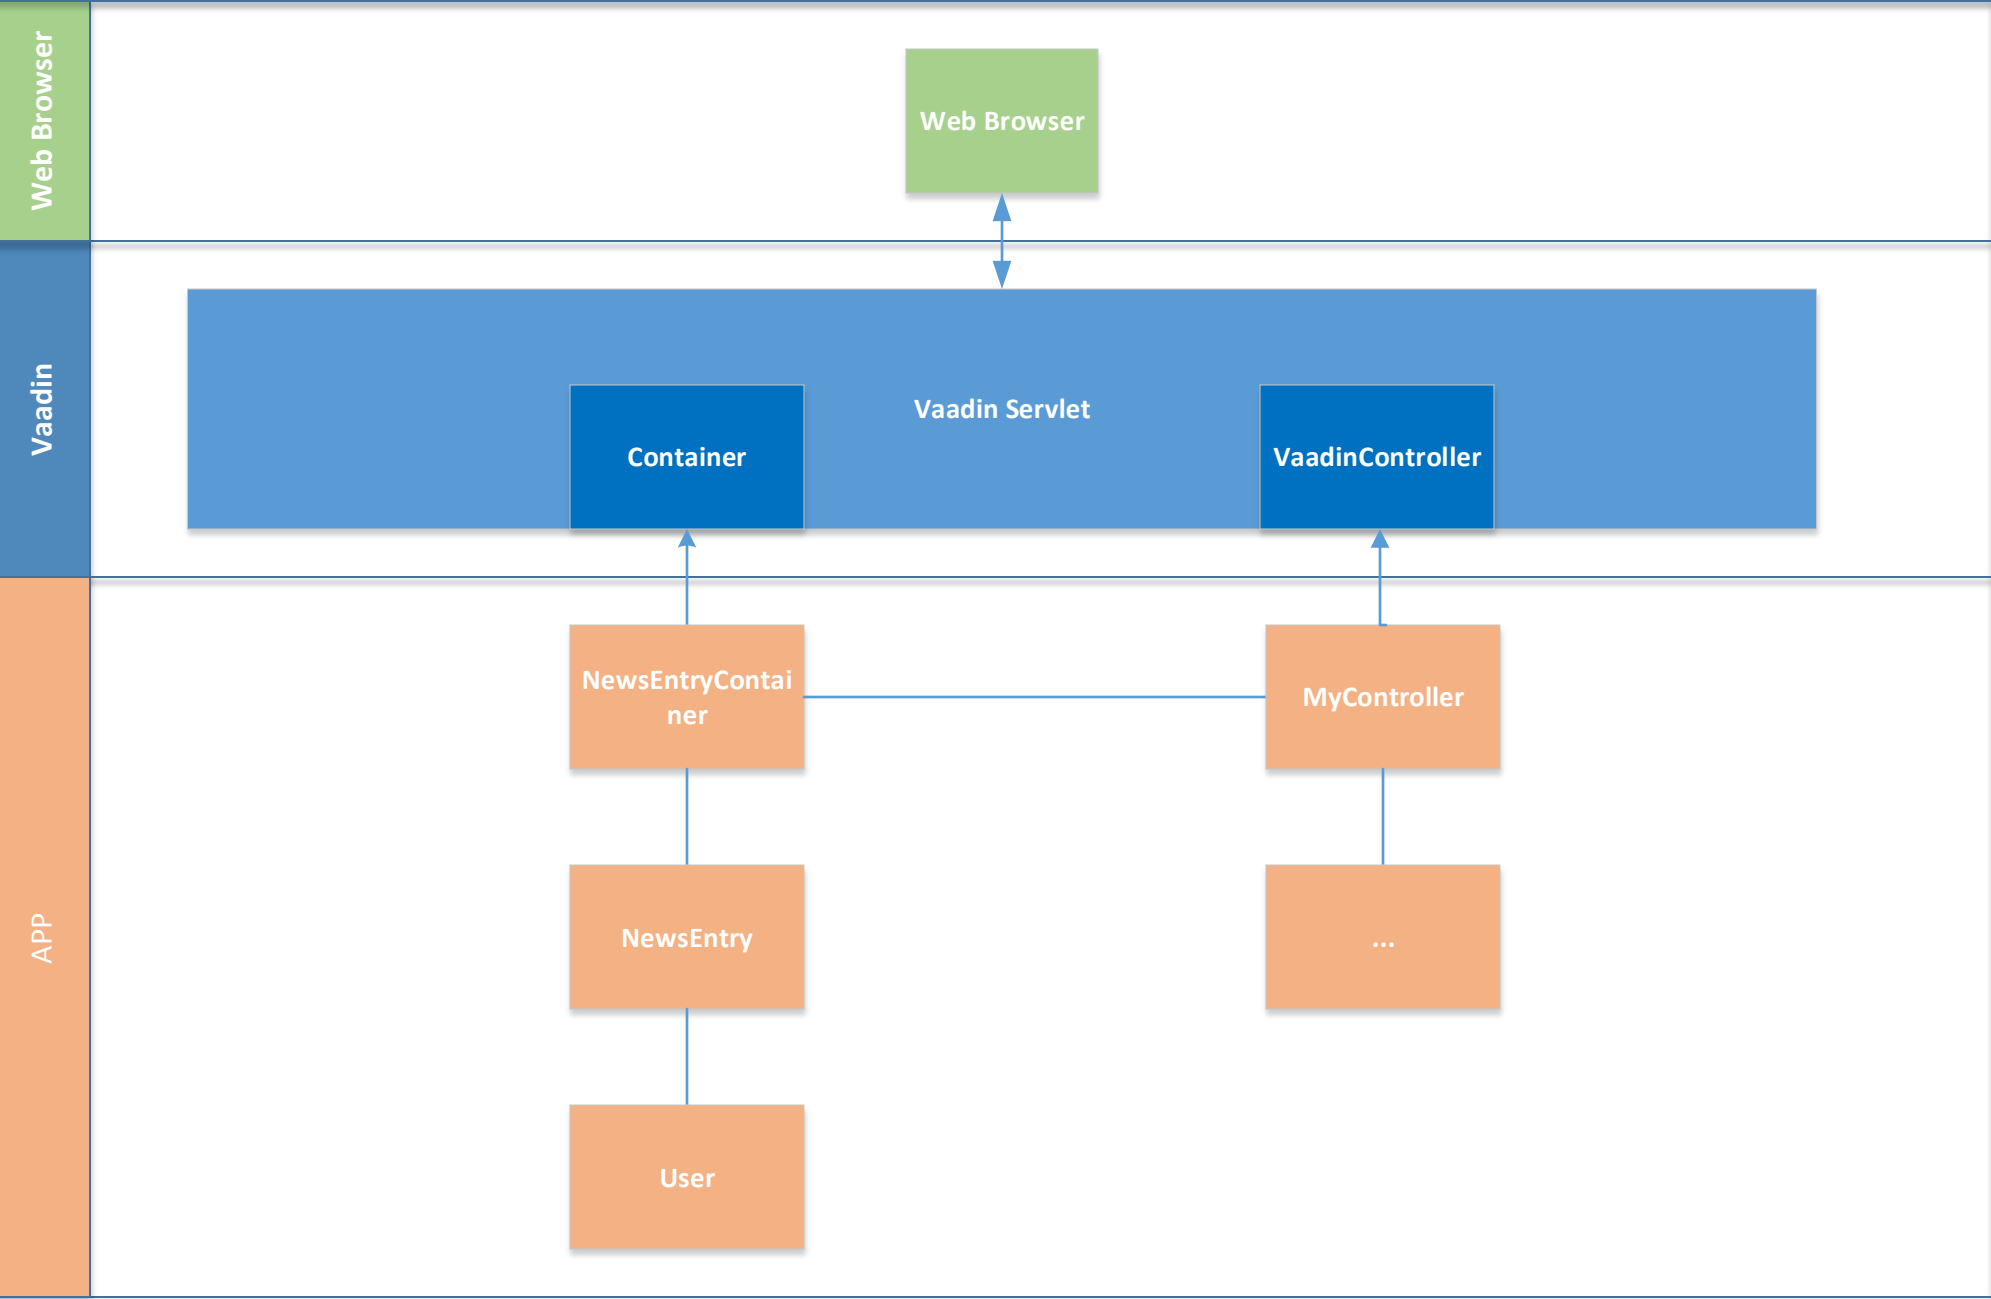 Web Browser
Web Browser
Vaadin
Vaadin Servlet
Container
VaadinController
APP
NewsEntryContai
ner
MyController
NewsEntry
...
User